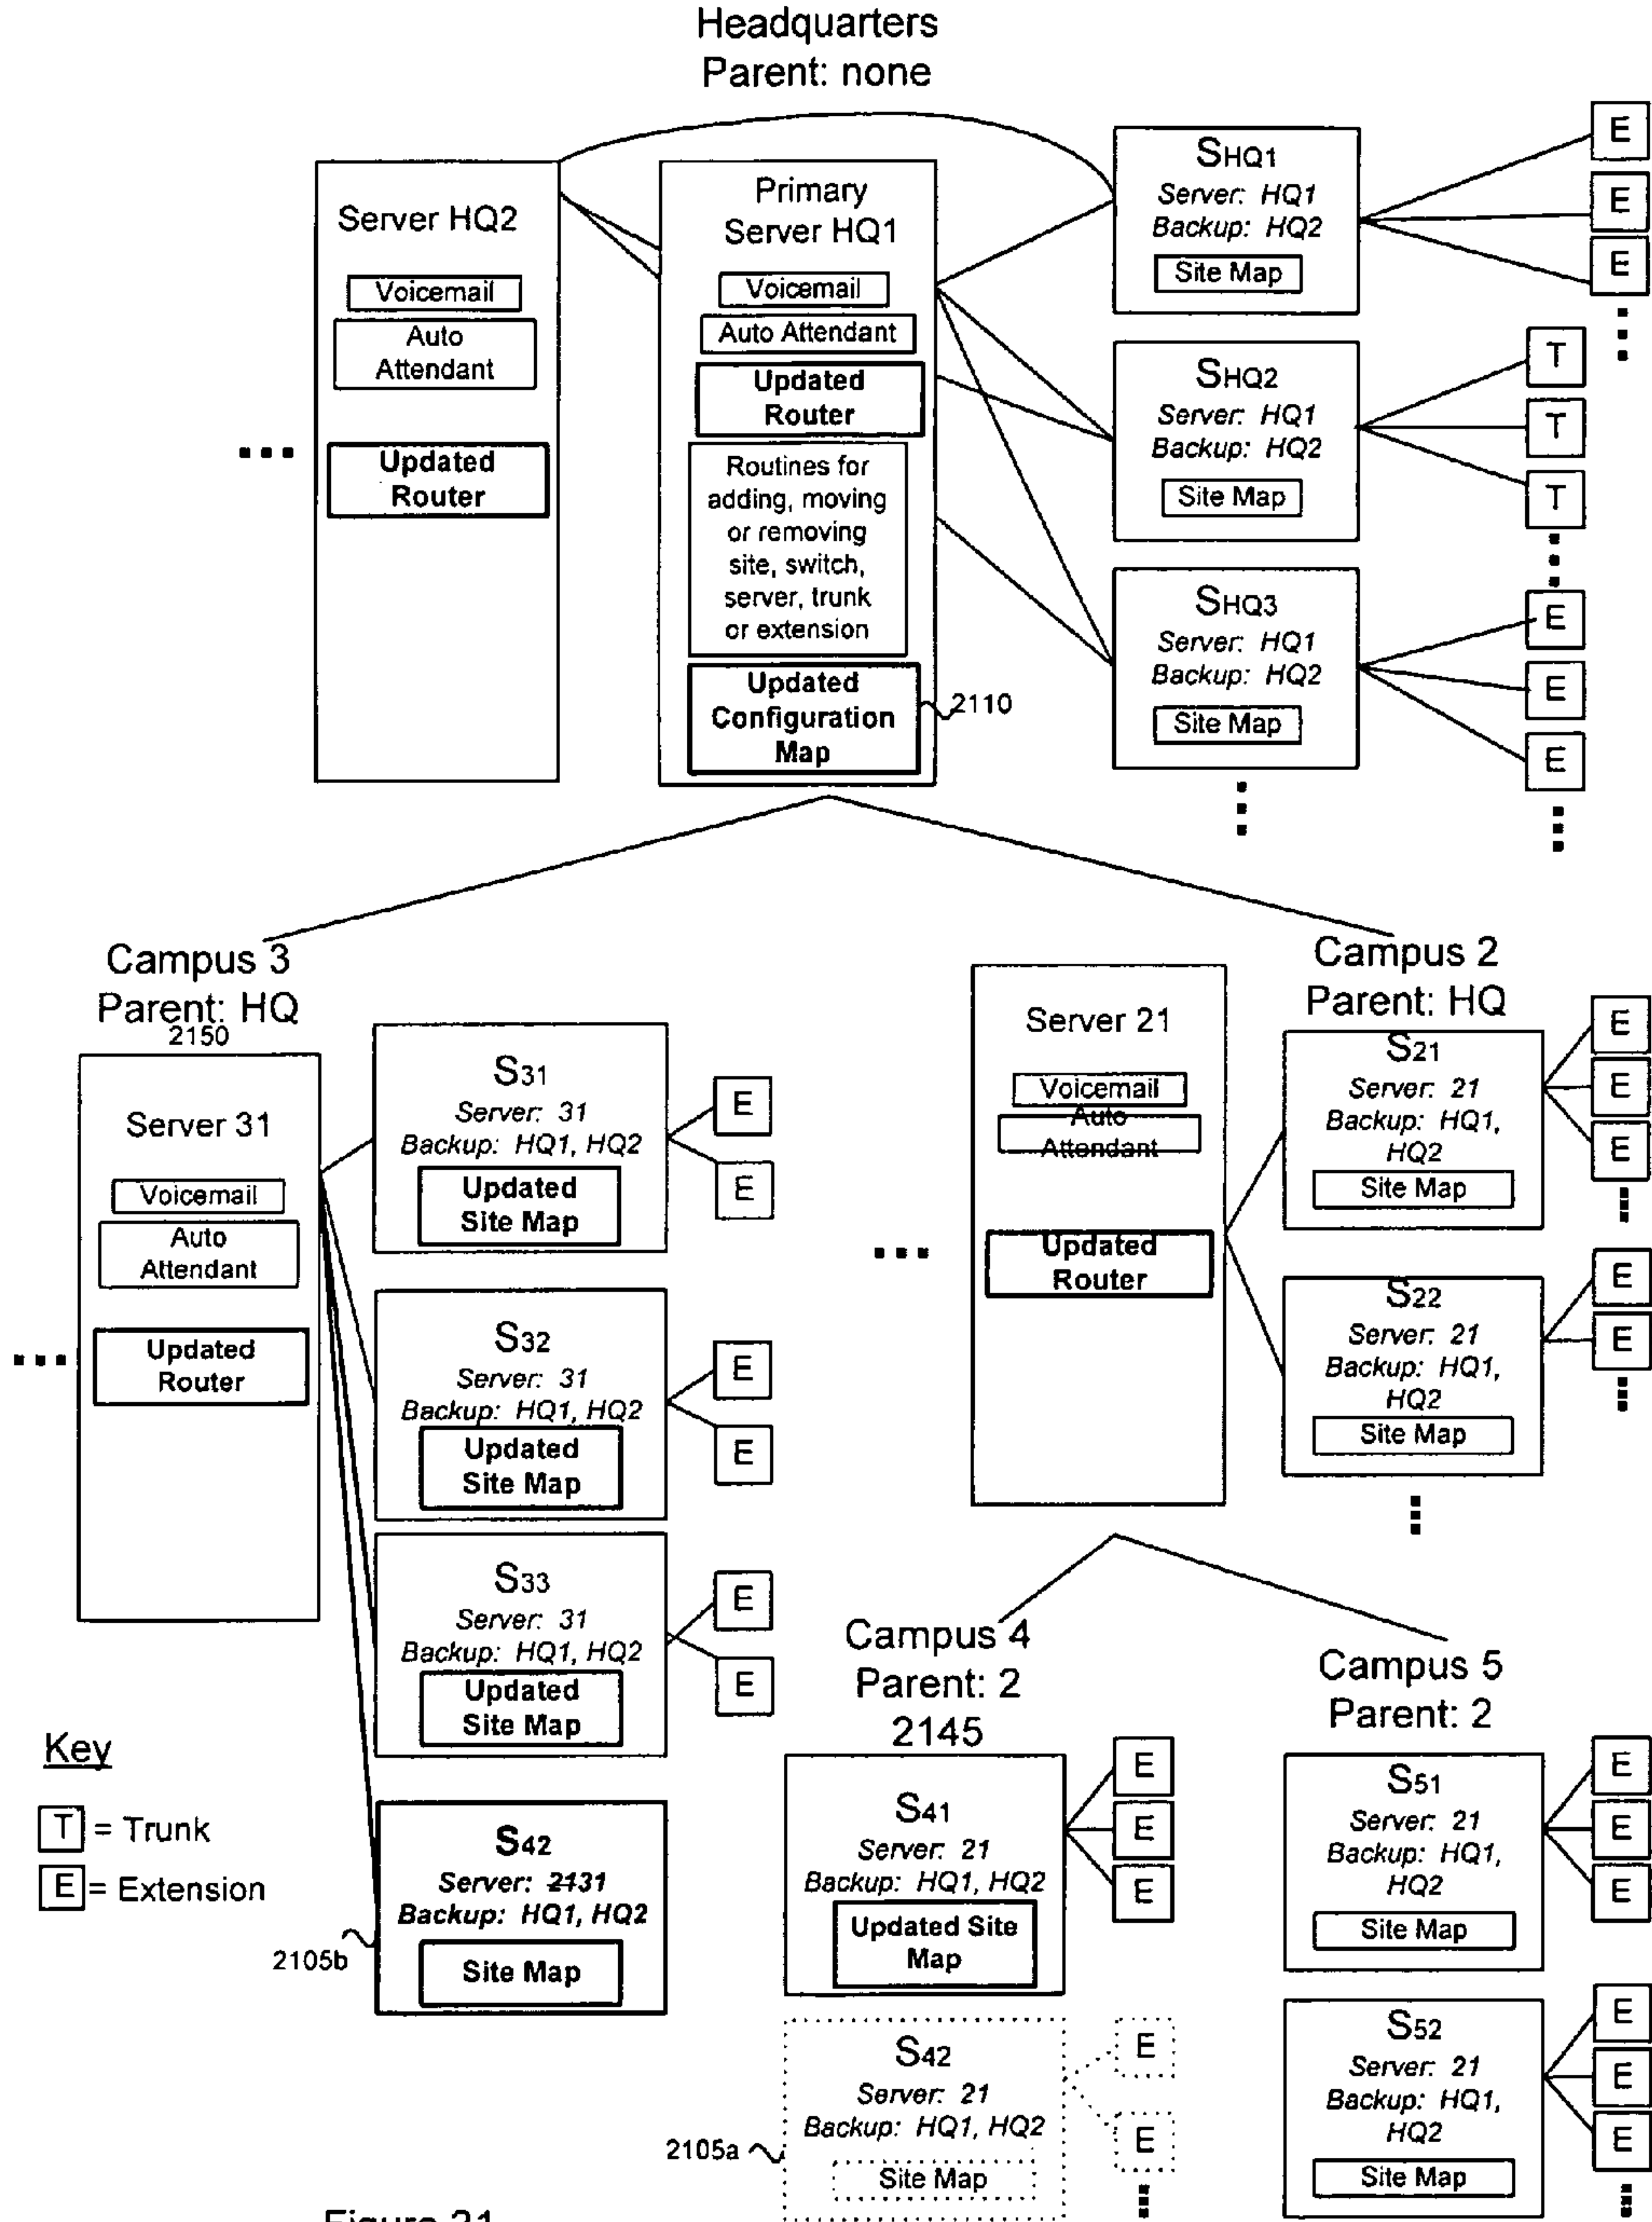 Headquarters
Parent: none
Server HQ2
Voicemail
Auto
Attendant
Updated
Router
Primary
Server HQ1
Voicemail
Auto Attendant
Updated
Router
Routines for
adding, moving
or removing
site, switch,
server, trunk
or extension
Updated
Configuration
Map
2110
SHQ1
Server: HQ1
Backup: HQ2
Site Map
E
E
E
SHQ2
Server: HQ1
Backup: HQ2
Site Map
T
T
T
SHQ3
Server: HQ1
Backup: HQ2
Site Map
E
E
E
Campus 3
Parent: HQ
2150
Server 31
Voicemail
Auto
Attendant
Updated
Router
S31
Server: 31
Backup: HQ1, HQ2
Updated
Site Map
E
E
S32
Server: 31
Backup: HQ1, HQ2
Updated
Site Map
E
E
S33
Server: 31
Backup: HQ1, HQ2
Updated
Site Map
E
E
S42
Server: 2131
Backup: HQ1, HQ2
Site Map
2105b
Key
T = Trunk
E = Extension
Campus 2
Parent: HQ
Server 21
Voicemail
Auto
Attendant
Updated
Router
S21
Server: 21
Backup: HQ1,
HQ2
Site Map
E
E
E
S22
Server: 21
Backup: HQ1,
HQ2
Site Map
E
E
Campus 4
Parent: 2
2145
S41
Server: 21
Backup: HQ1, HQ2
Updated Site
Map
E
E
E
S42
Server: 21
Backup: HQ1, HQ2
Site Map
E
E
2105a
Campus 5
Parent: 2
S51
Server: 21
Backup: HQ1,
HQ2
Site Map
E
E
E
S52
Server: 21
Backup: HQ1,
HQ2
Site Map
E
E
E
Figure 21